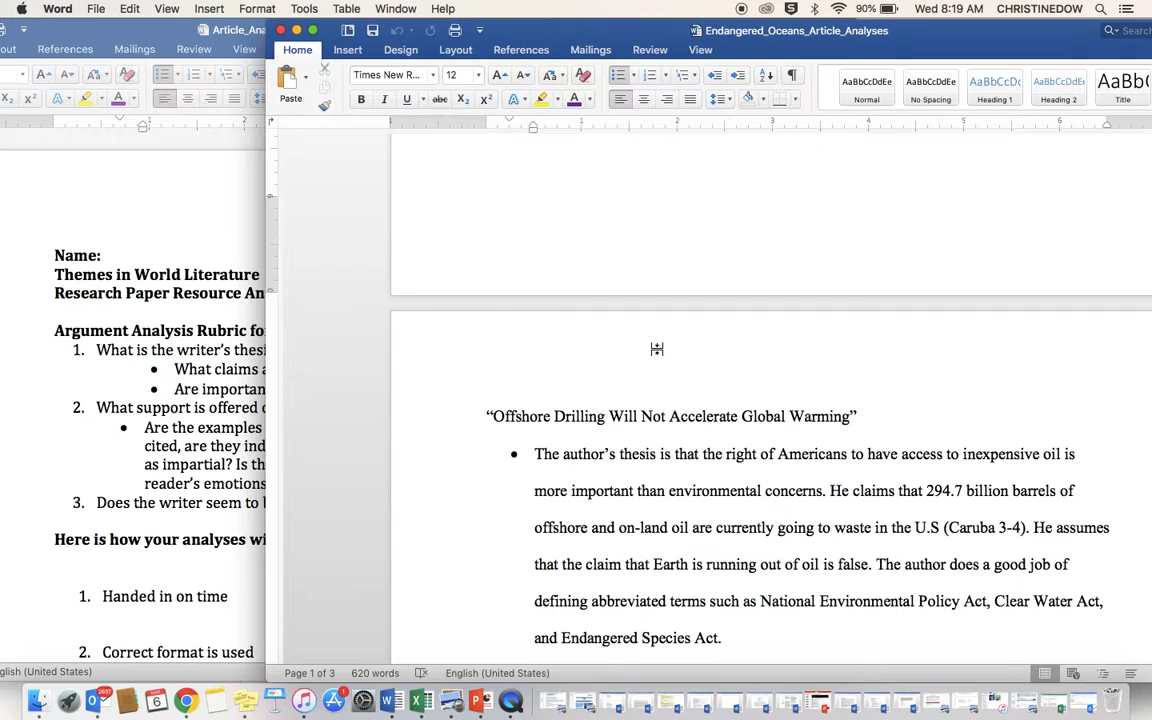 Word File Edit View Insert Format Tools Table Window Help 90% Wed 8:19 AM CHRISTINEDOW
Article_Ana
Endangered_Oceans_Article_Analyses
Search
References Mailings Review View
Home Insert Design Layout References Mailings Review View
Paste
Times New R... 12
AaBbCcDdEe AaBbCcDdEe AaBbCcDc AaBbCcDdEe AaBbC
Normal No Spacing Heading 1 Heading 2 Title
Name:
Themes in World Literature
Research Paper Resource An
Argument Analysis Rubric fo
1. What is the writer's thesi
• What claims a
• Are importan
2. What support is offered o
• Are the examples
cited, are they ind
as impartial? Is th
reader's emotions
3. Does the writer seem to b
Here is how your analyses wi
1. Handed in on time
2. Correct format is used
“Offshore Drilling Will Not Accelerate Global Warming”
• The author's thesis is that the right of Americans to have access to inexpensive oil is
more important than environmental concerns. He claims that 294.7 billion barrels of
offshore and on-land oil are currently going to waste in the U.S (Caruba 3-4). He assumes
that the claim that Earth is running out of oil is false. The author does a good job of
defining abbreviated terms such as National Environmental Policy Act, Clear Water Act,
and Endangered Species Act.
glish (United States)
Page 1 of 3 620 words English (United States)